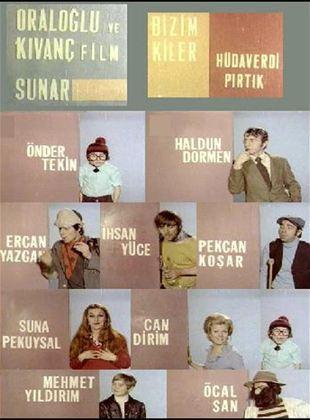 ORALOĞLU VE
KIVANÇ FİLM
SUNAR
BİZİM
KİLER
HÜDAVERDİ
PIRTIK
ÖNDER
TEKİN
HALDUN
DORMEN
ERCAN
YAZGAN
İHSAN
YÜCE
PEKCAN
KOŞAR
SUNA
PEKUYSAL
CAN
DİRİM
MEHMET
YILDIRIM
ÖCAL
ŞAN